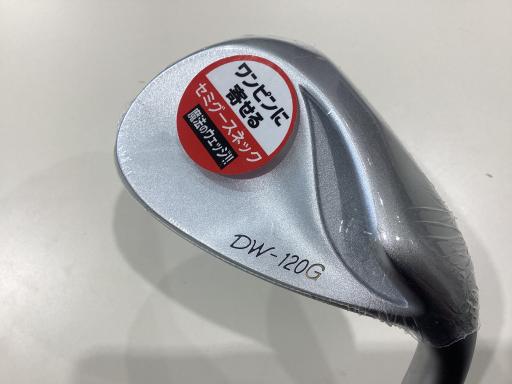 ワンピンに
寄せる
セミグースネック
魔法のウェッジ!!
DW-120G